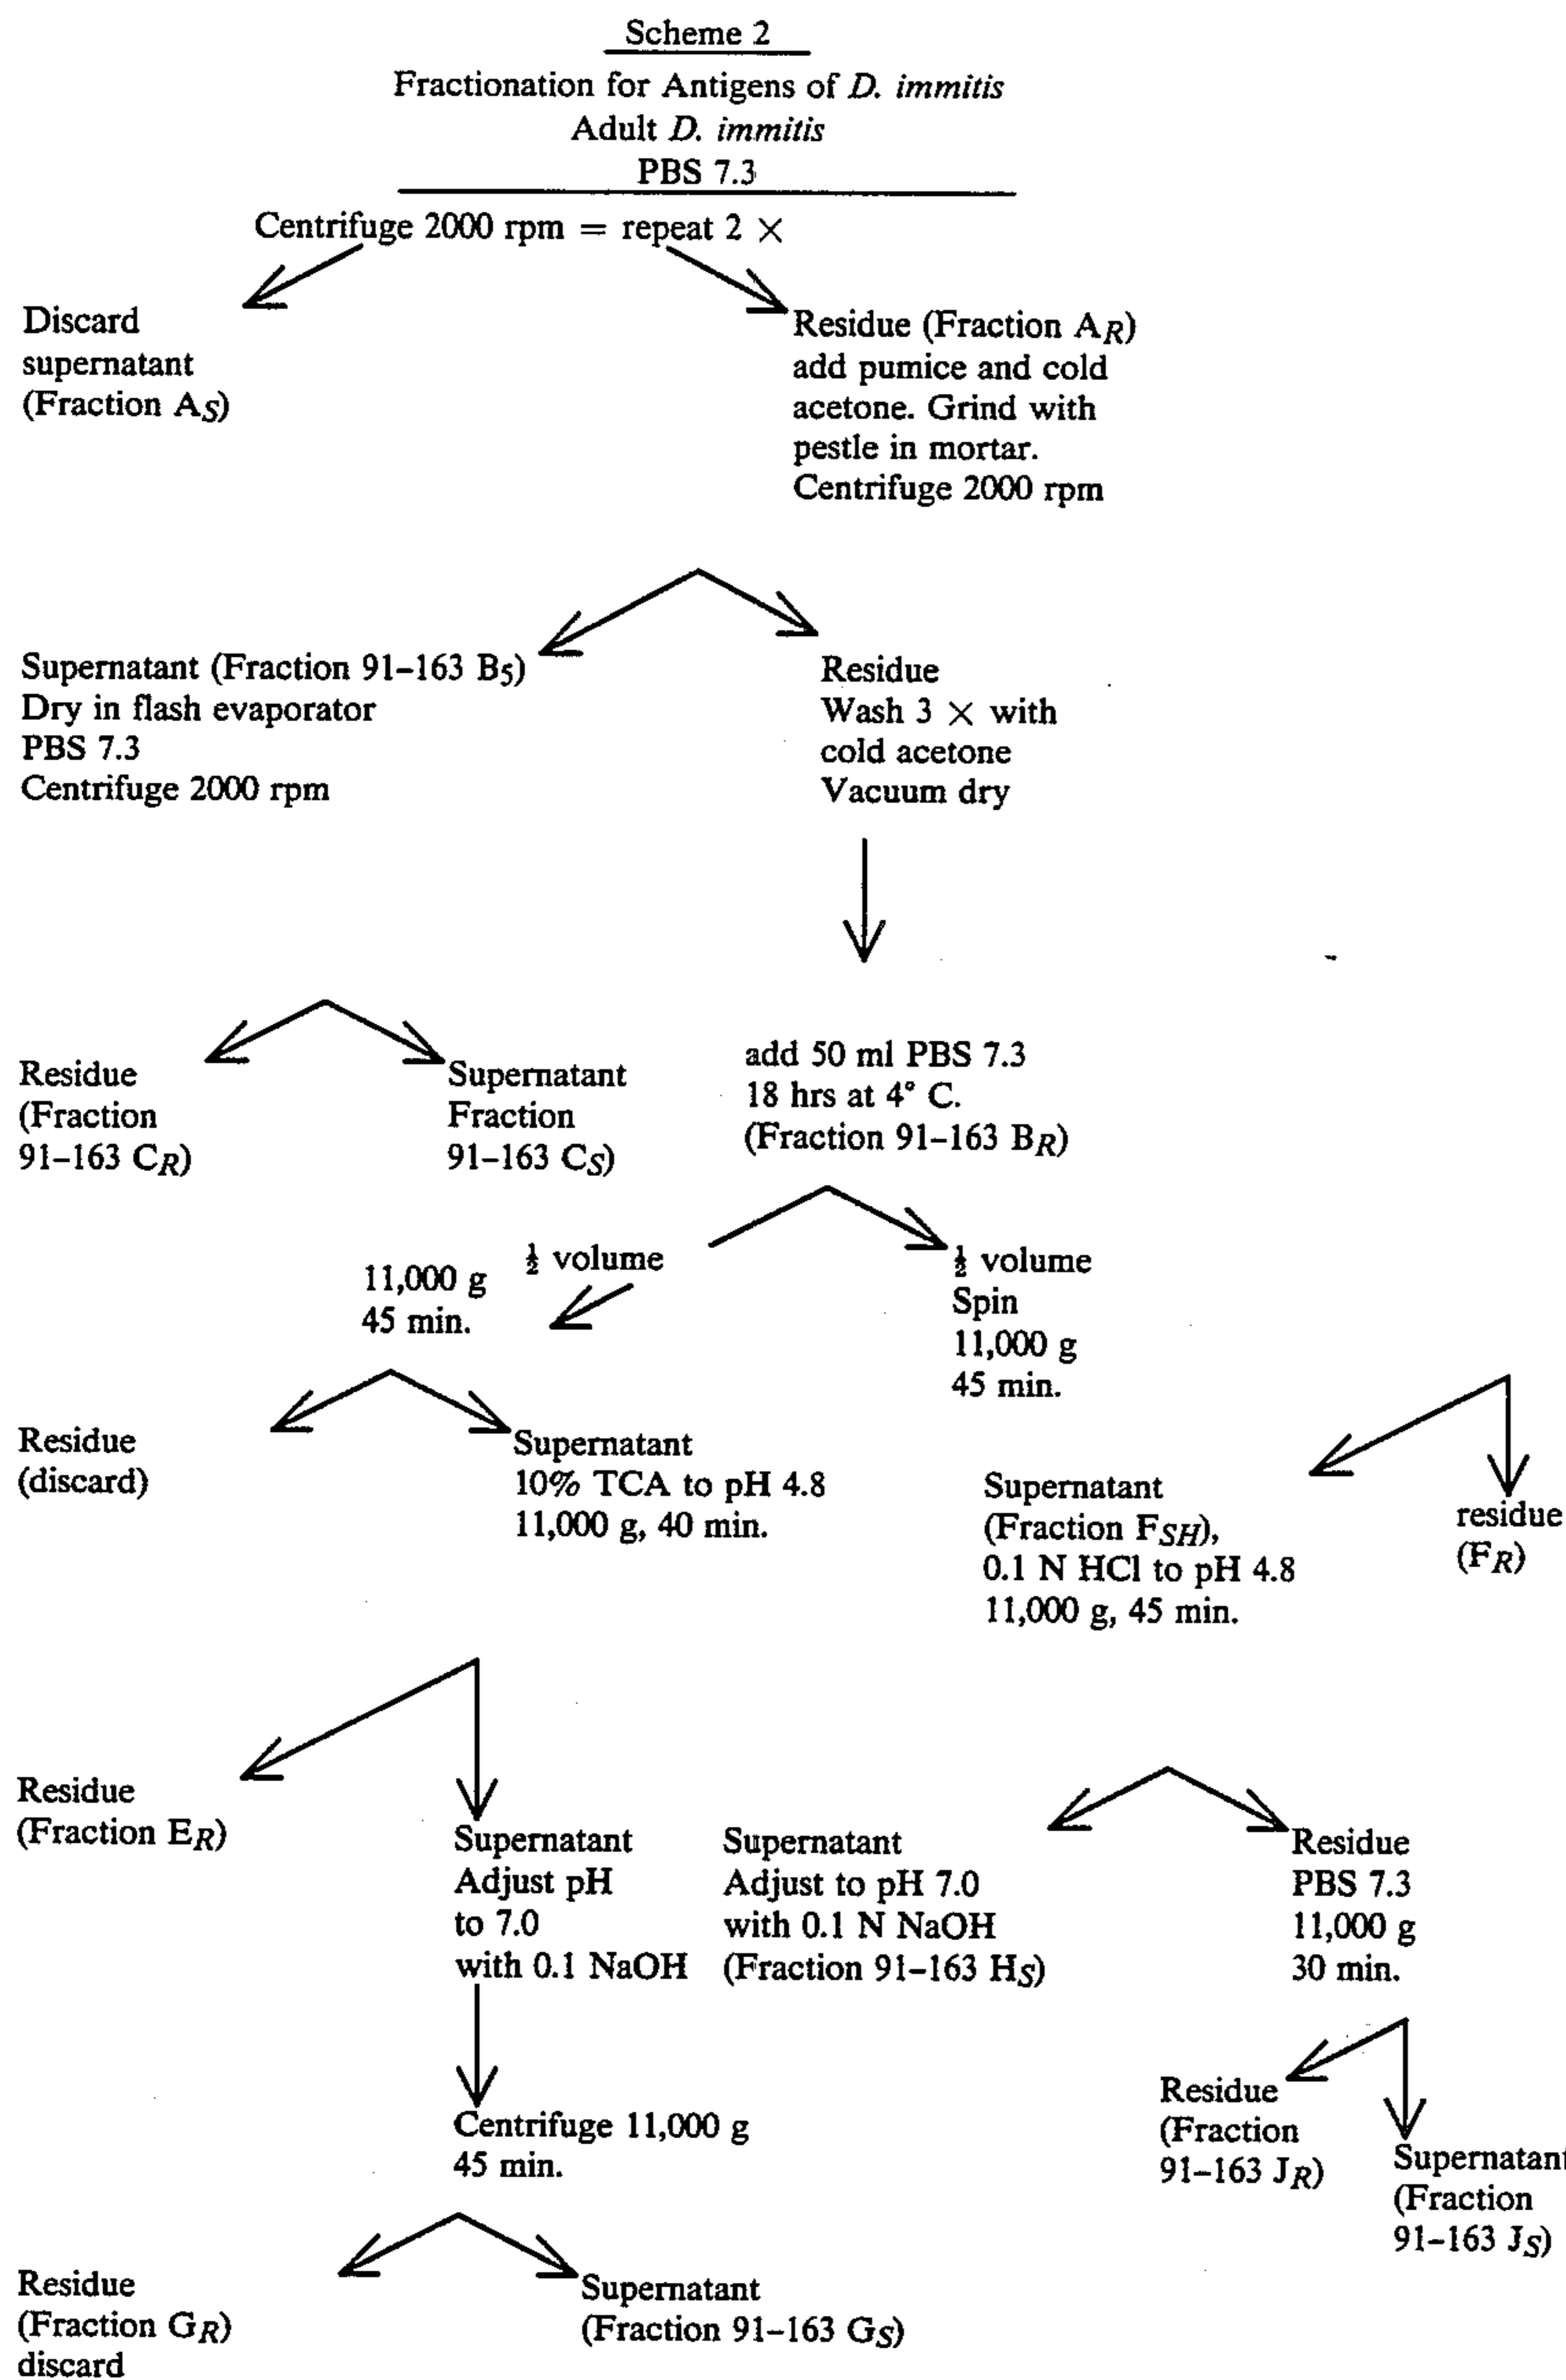 Scheme 2
Fractionation for Antigens of D. immitis
Adult D. immitis
PBS 7.3
Centrifuge 2000 rpm = repeat 2 ×
Discard
supernatant
(Fraction AS)
Residue (Fraction AR)
add pumice and cold
acetone. Grind with
pestle in mortar.
Centrifuge 2000 rpm
Supernatant (Fraction 91–163 B5)
Dry in flash evaporator
PBS 7.3
Centrifuge 2000 rpm
Residue
Wash 3 × with
cold acetone
Vacuum dry
Residue
(Fraction
91–163 CR)
Supernatant
Fraction
91–163 CS)
add 50 ml PBS 7.3
18 hrs at 4° C.
(Fraction 91–163 BR)
11,000 g
45 min.
½ volume
½ volume
Spin
11,000 g
45 min.
Residue
(discard)
Supernatant
10% TCA to pH 4.8
11,000 g, 40 min.
Supernatant
(Fraction FSH),
0.1 N HCl to pH 4.8
11,000 g, 45 min.
residue
(FR)
Residue
(Fraction ER)
Supernatant
Adjust pH
to 7.0
with 0.1 NaOH
Supernatant
Adjust to pH 7.0
with 0.1 N NaOH
(Fraction 91–163 HS)
Residue
PBS 7.3
11,000 g
30 min.
Centrifuge 11,000 g
45 min.
Residue
(Fraction
91–163 JR)
Supernatant
(Fraction
91–163 JS)
Residue
(Fraction GR)
discard
Supernatant
(Fraction 91–163 GS)